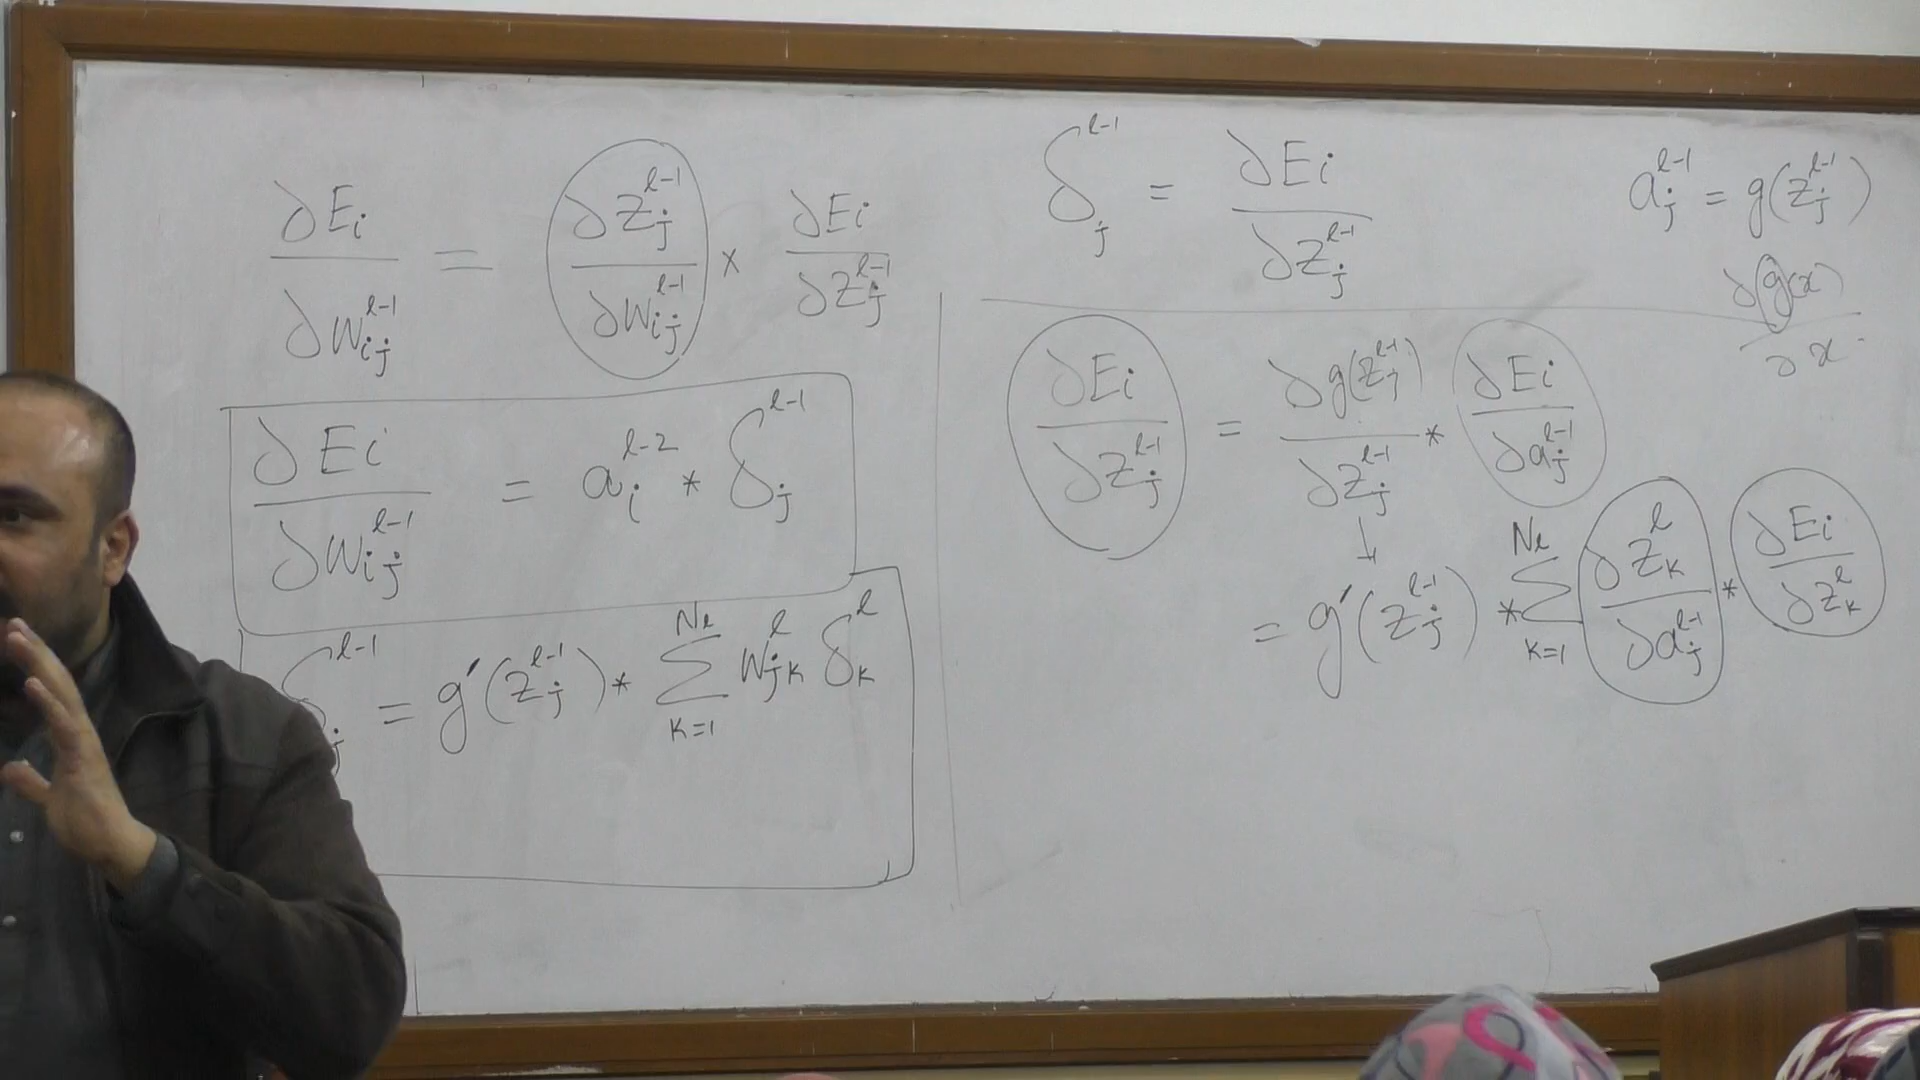 ∂Ei / ∂w_ij^{l-1} = ∂z_j^{l-1} / ∂w_ij^{l-1} × ∂Ei / ∂z_j^{l-1}
∂Ei / ∂w_ij^{l-1} = a_i^{l-2} * δ_j^{l-1}
δ_j^{l-1} = g′(z_j^{l-1}) * Σ_{k=1}^{N_l} w_jk^l δ_k^l
δ_j^{l-1} = ∂Ei / ∂z_j^{l-1}
a_j^{l-1} = g(z_j^{l-1})
∂g(x) / ∂x
∂Ei / ∂z_j^{l-1} = ∂g(z_j^{l-1}) / ∂z_j^{l-1} * ∂Ei / ∂a_j^{l-1}
↓
= g′(z_j^{l-1}) * Σ_{k=1}^{N_l} ∂z_k^l / ∂a_j^{l-1} * ∂Ei / ∂z_k^l